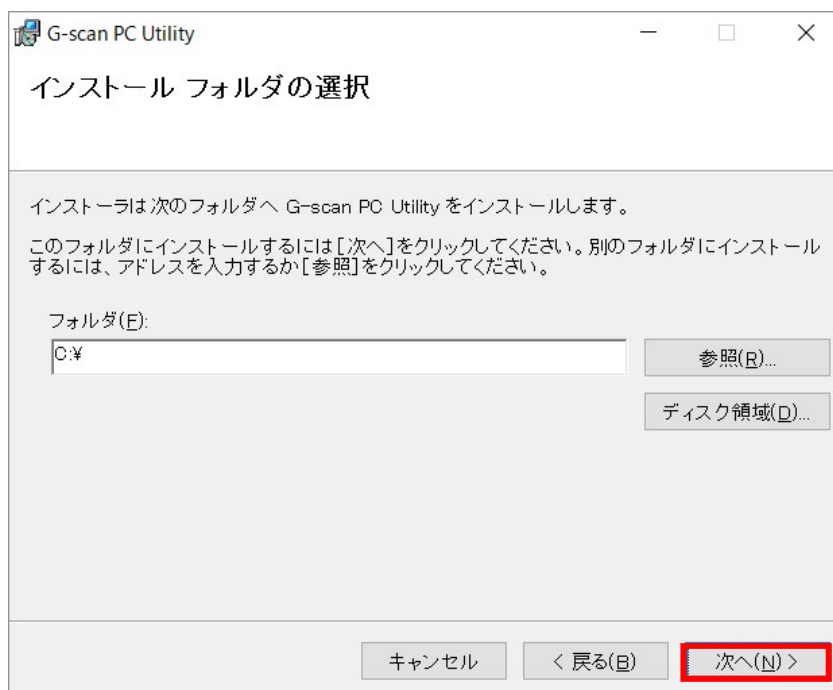 G-scan PC Utility
インストール フォルダの選択
インストーラは次のフォルダへ G-scan PC Utility をインストールします。
このフォルダにインストールするには[次へ]をクリックしてください。別のフォルダにインストール
するには、アドレスを入力するか[参照]をクリックしてください。
フォルダ(F):
C:¥
参照(R)...
ディスク領域(D)...
キャンセル
< 戻る(B)
次へ(N) >